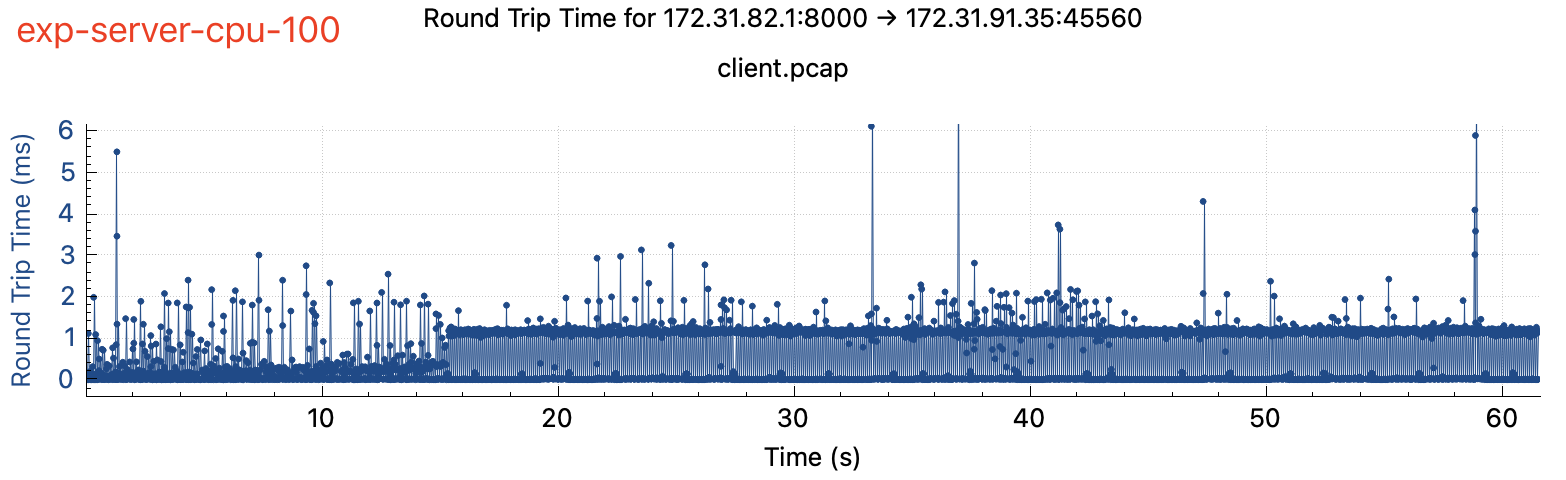 exp-server-cpu-100
Round Trip Time for 172.31.82.1:8000 → 172.31.91.35:45560
client.pcap
Round Trip Time (ms)
6
5
4
3
2
1
0
10 20 30 40 50 60
Time (s)